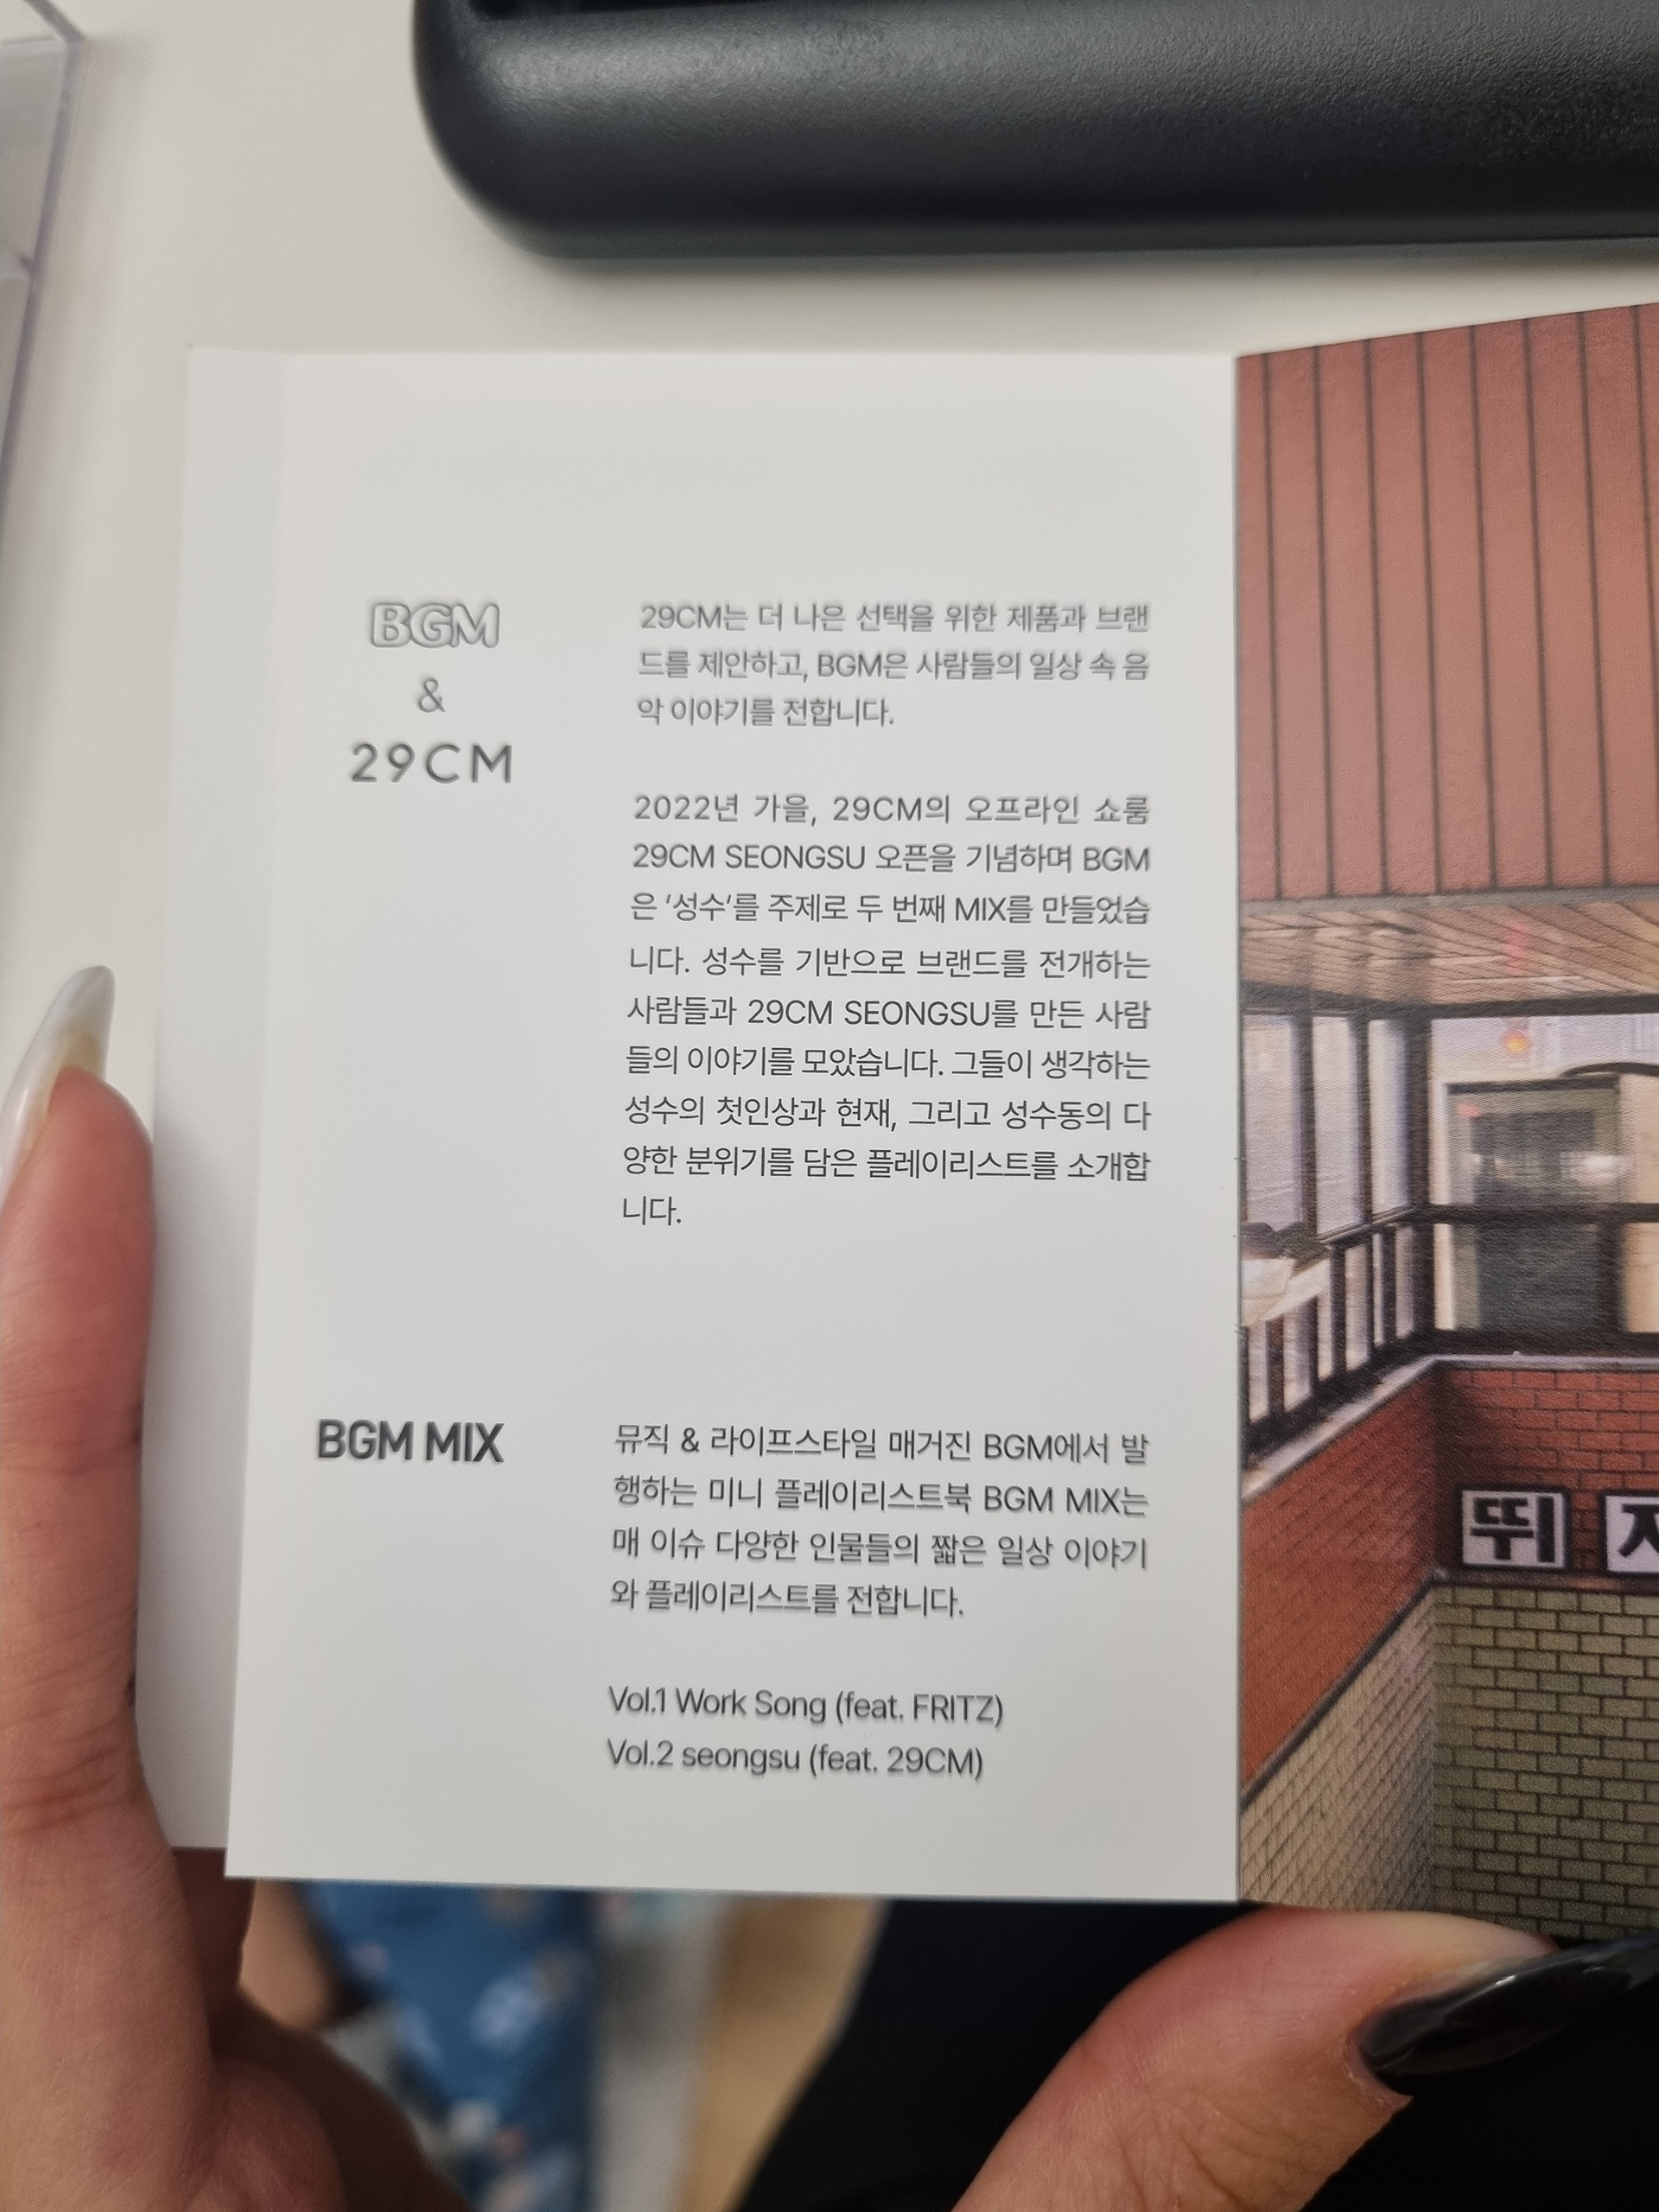 BGM
&
29CM
29CM는 더 나은 선택을 위한 제품과 브랜
드를 제안하고, BGM은 사람들의 일상 속 음
악 이야기를 전합니다.
2022년 가을, 29CM의 오프라인 쇼룸
29CM SEONGSU 오픈을 기념하며 BGM
은 ‘성수’를 주제로 두 번째 MIX를 만들었습
니다. 성수를 기반으로 브랜드를 전개하는
사람들과 29CM SEONGSU를 만든 사람
들의 이야기를 모았습니다. 그들이 생각하는
성수의 첫인상과 현재, 그리고 성수동의 다
양한 분위기를 담은 플레이리스트를 소개합
니다.
BGM MIX
뮤직 & 라이프스타일 매거진 BGM에서 발
행하는 미니 플레이리스트북 BGM MIX는
매 이슈 다양한 인물들의 짧은 일상 이야기
와 플레이리스트를 전합니다.
Vol.1 Work Song (feat. FRITZ)
Vol.2 seongsu (feat. 29CM)
뛰